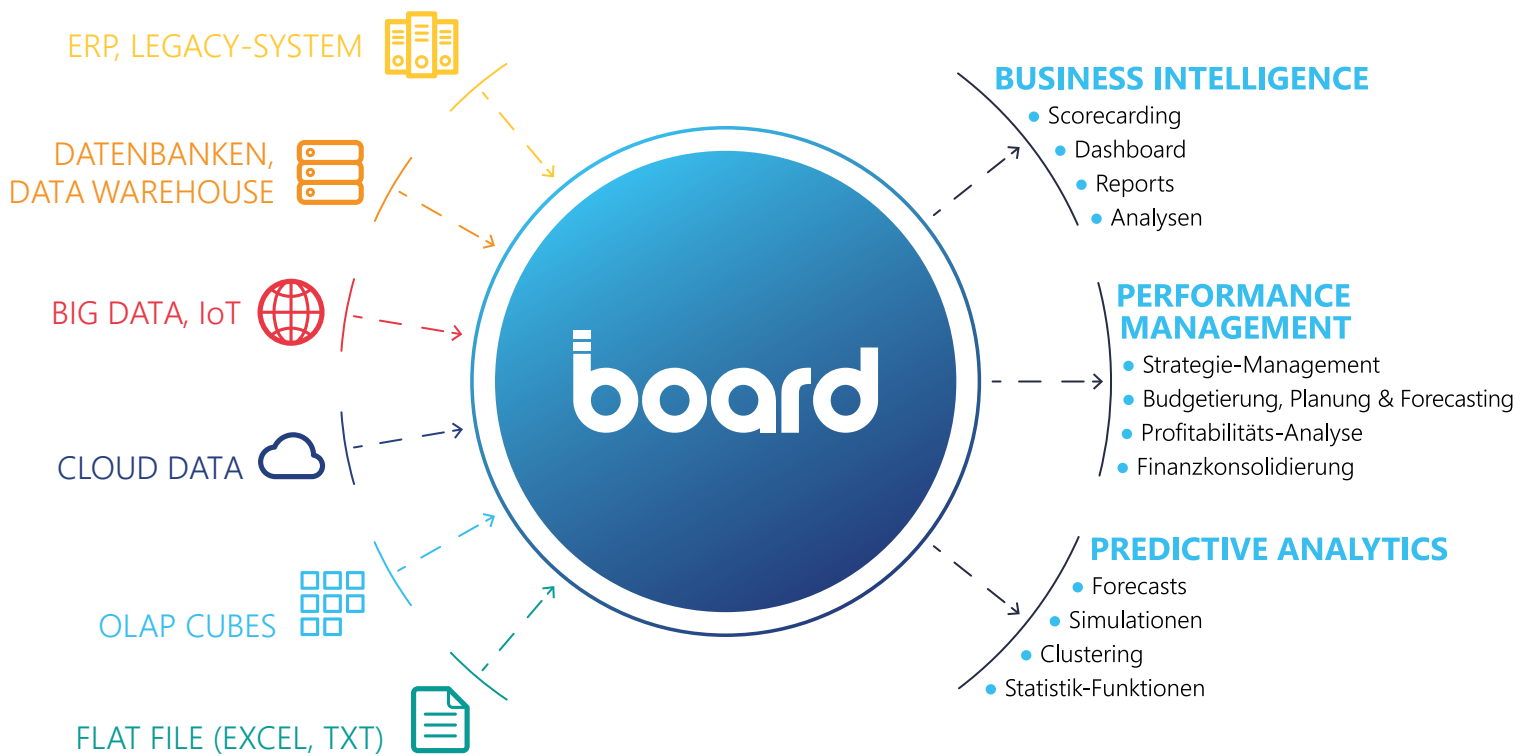 ERP, LEGACY-SYSTEM
DATENBANKEN,
DATA WAREHOUSE
BIG DATA, IoT
CLOUD DATA
OLAP CUBES
FLAT FILE (EXCEL, TXT)
board
BUSINESS INTELLIGENCE
Scorecarding
Dashboard
Reports
Analysen
PERFORMANCE
MANAGEMENT
Strategie-Management
Budgetierung, Planung & Forecasting
Profitabilitäts-Analyse
Finanzkonsolidierung
PREDICTIVE ANALYTICS
Forecasts
Simulationen
Clustering
Statistik-Funktionen